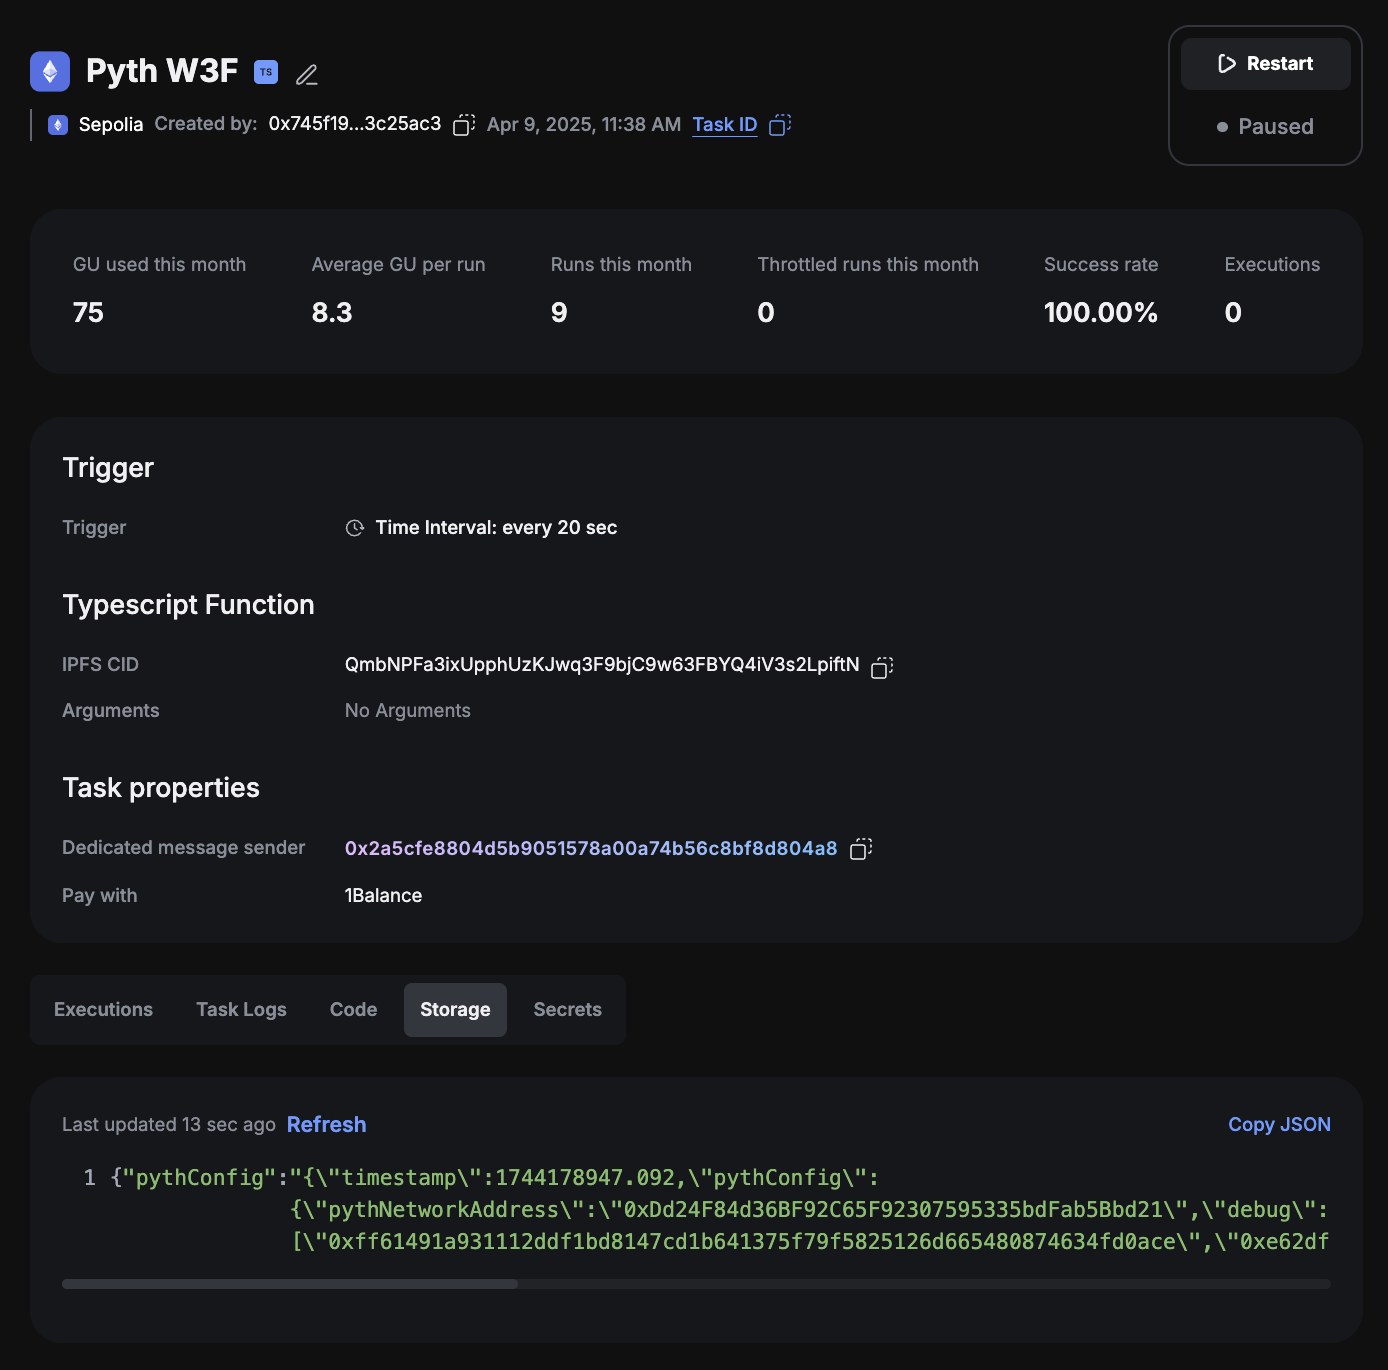 Pyth W3F TS
Restart
Paused
Sepolia Created by: 0x745f19...3c25ac3 Apr 9, 2025, 11:38 AM Task ID
GU used this month Average GU per run Runs this month Throttled runs this month Success rate Executions
75 8.3 9 0 100.00% 0
Trigger
Trigger Time Interval: every 20 sec
Typescript Function
IPFS CID QmbNPFa3ixUpphUzKJwq3F9bjC9w63FBYQ4iV3s2LpiftN
Arguments No Arguments
Task properties
Dedicated message sender 0x2a5cfe8804d5b9051578a00a74b56c8bf8d804a8
Pay with 1Balance
Executions Task Logs Code Storage Secrets
Last updated 13 sec ago Refresh Copy JSON
1 {"pythConfig":"{\"timestamp\":1744178947.092,\"pythConfig\":
{\"pythNetworkAddress\":\"0xDd24F84d36BF92C65F92307595335bdFab5Bbd21\",\"debug\":
[\"0xff61491a931112ddf1bd8147cd1b641375f79f5825126d665480874634fd0ace\",\"0xe62df